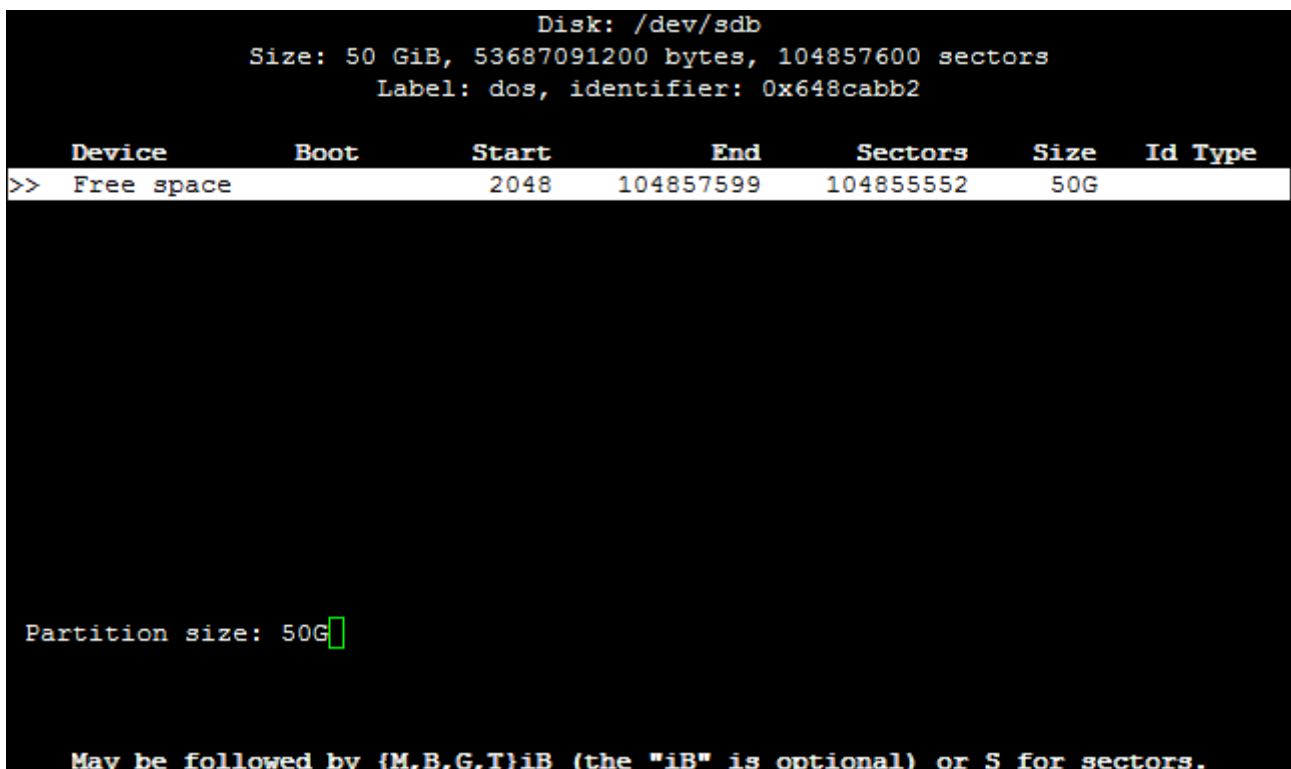 Disk: /dev/sdb
Size: 50 GiB, 53687091200 bytes, 104857600 sectors
Label: dos, identifier: 0x648cabb2
Device Boot Start End Sectors Size Id Type
>> Free space 2048 104857599 104855552 50G
Partition size: 50G
May be followed by {M,B,G,T}iB (the "iB" is optional) or S for sectors.